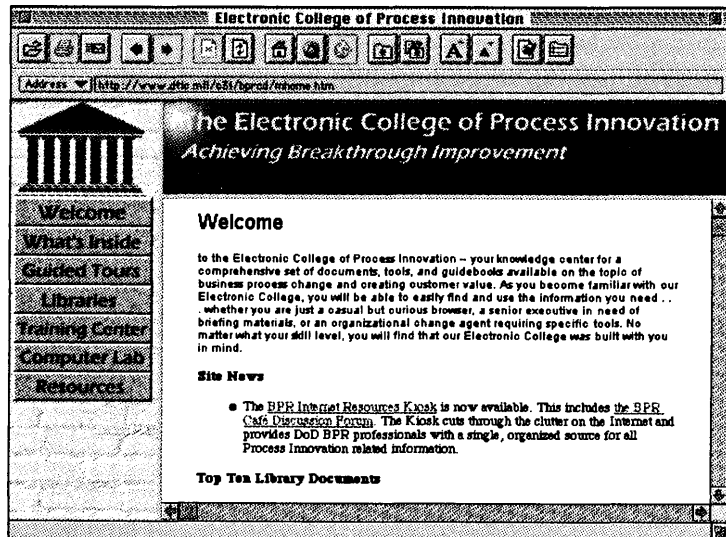 Electronic College of Process Innovation
Address http://www.dtic.mil/c3i/bprcd/mhome.htm
The Electronic College of Process Innovation
Achieving Breakthrough Improvement
Welcome
What's Inside
Guided Tours
Libraries
Training Center
Computer Lab
Resources
Welcome
to the Electronic College of Process Innovation – your knowledge center for a
comprehensive set of documents, tools, and guidebooks available on the topic of
business process change and creating customer value. As you become familiar with our
Electronic College, you will be able to easily find and use the information you need . .
. whether you are just a casual but curious browser, a senior executive in need of
briefing materials, or an organizational change agent requiring specific tools. No
matter what your skill level, you will find that our Electronic College was built with you
in mind.
Site News
• The BPR Internet Resources Kiosk is now available. This includes the BPR
Café Discussion Forum. The Kiosk cuts through the clutter on the Internet and
provides DoD BPR professionals with a single, organized source for all
Process Innovation related information.
Top Ten Library Documents